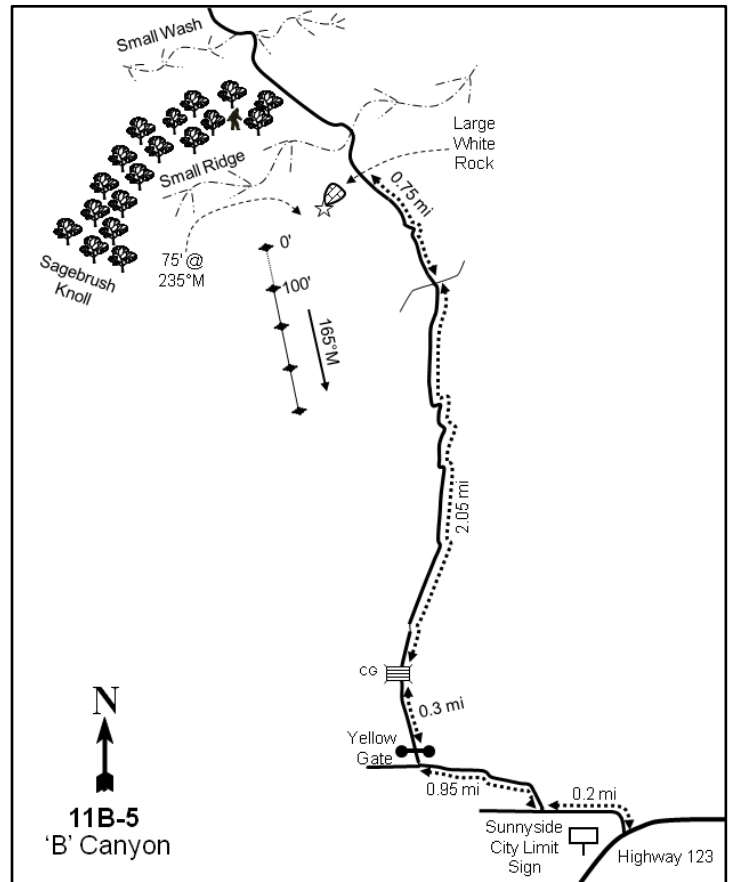 Small Wash
Large
White
Rock
Small Ridge
0.75 mi
75' @
235°M
0'
Sagebrush
Knoll
100'
165°M
2.05 mi
CG
0.3 mi
N
Yellow
Gate
0.95 mi
0.2 mi
11B-5
'B' Canyon
Sunnyside
City Limit
Sign
Highway 123